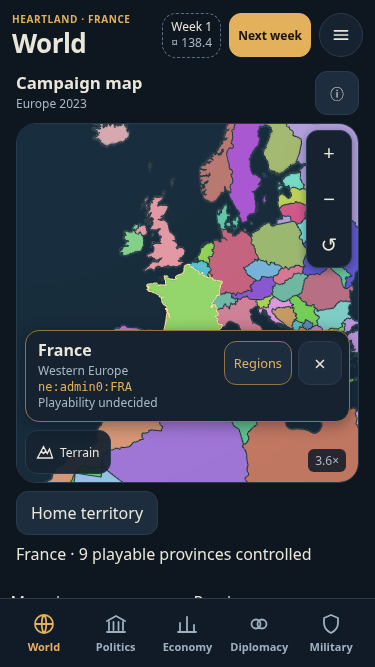 HEARTLAND · FRANCE
World
Week 1
¤ 138.4
Next week
Campaign map
Europe 2023
+
−
France
Western Europe
ne:admin0:FRA
Playability undecided
Regions
×
Terrain
3.6×
Home territory
France · 9 playable provinces controlled
World
Politics
Economy
Diplomacy
Military